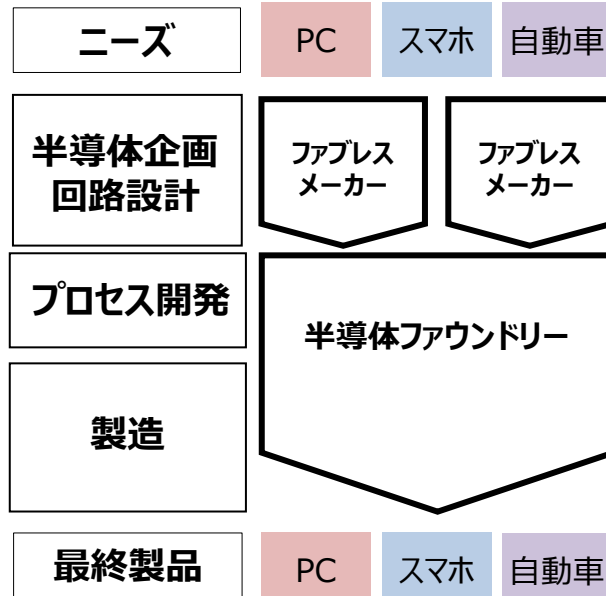 ニーズ
PC
スマホ
自動車
半導体企画
回路設計
ファブレス
メーカー
ファブレス
メーカー
プロセス開発
半導体ファウンドリー
製造
最終製品
PC
スマホ
自動車